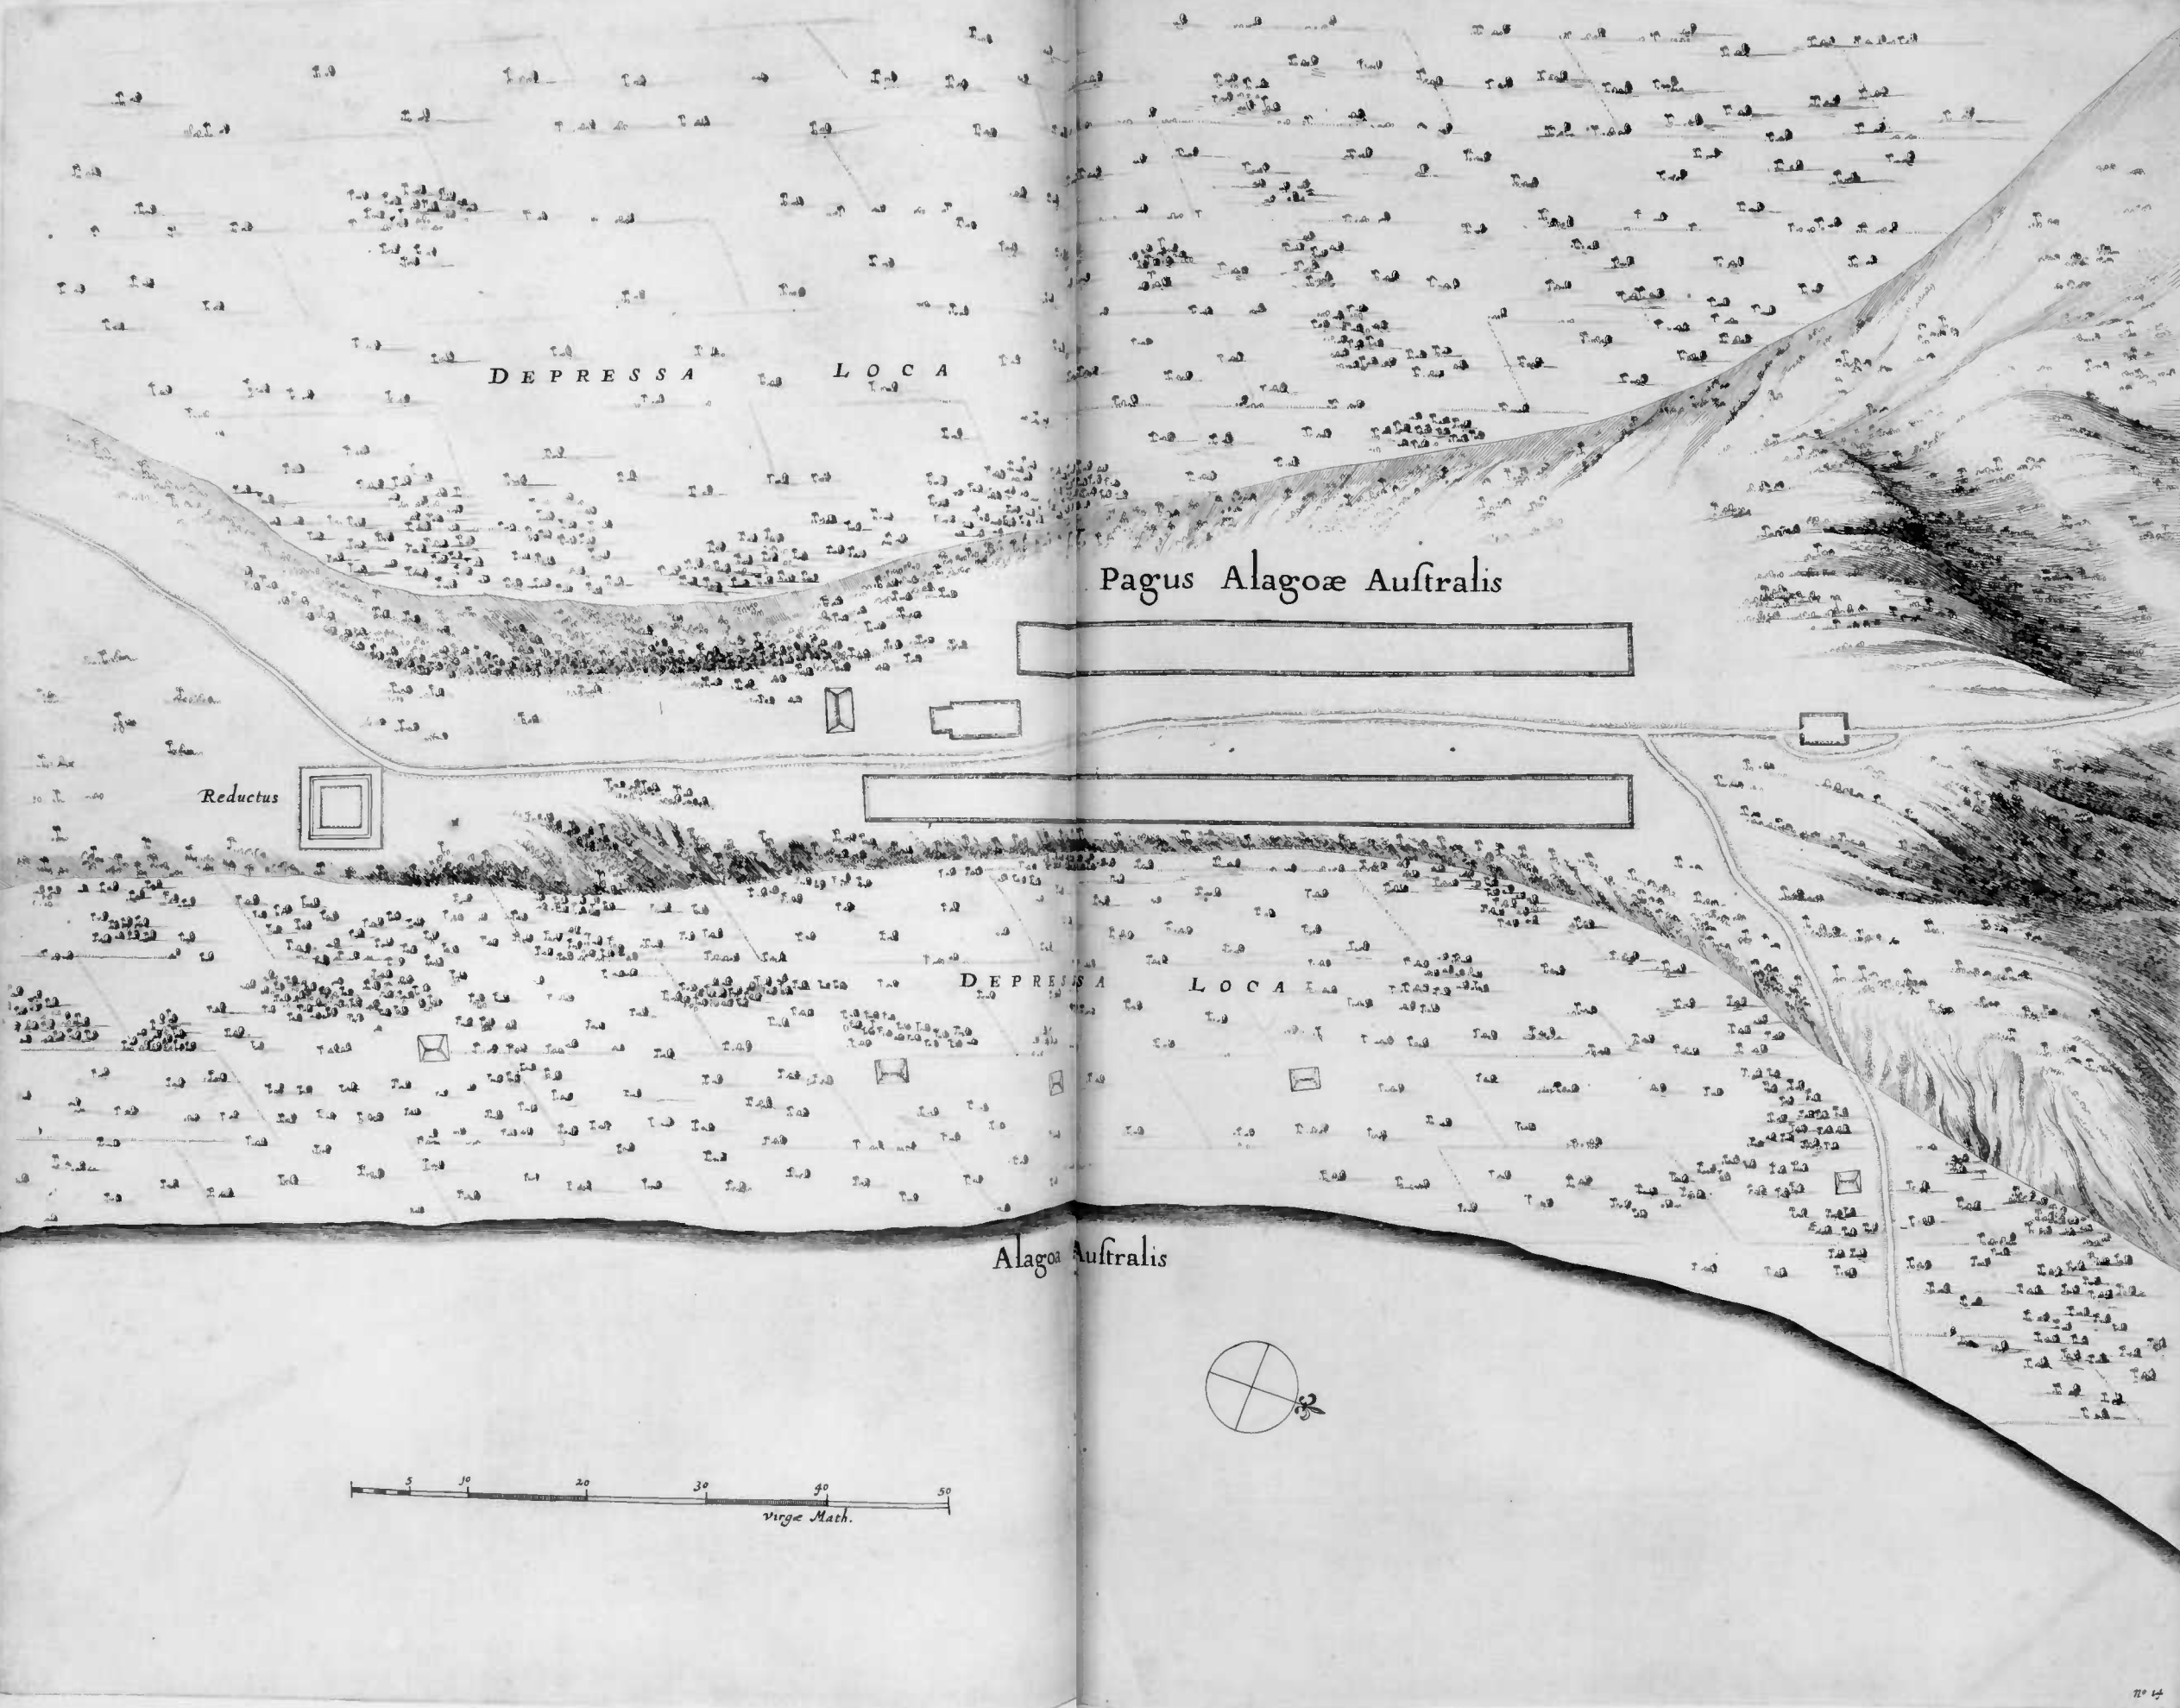 DEPRESSA LOCA
Pagus Alagoæ Auſtralis
Reductus
DEPRESSA LOCA
Alagoa Auſtralis
5 10 20 30 40 50
virgæ Math.
nº 14